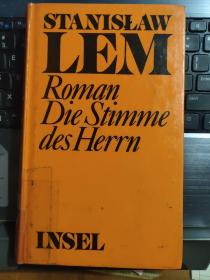 STANISŁAW
LEM
Roman
Die Stimme
des Herrn
INSEL